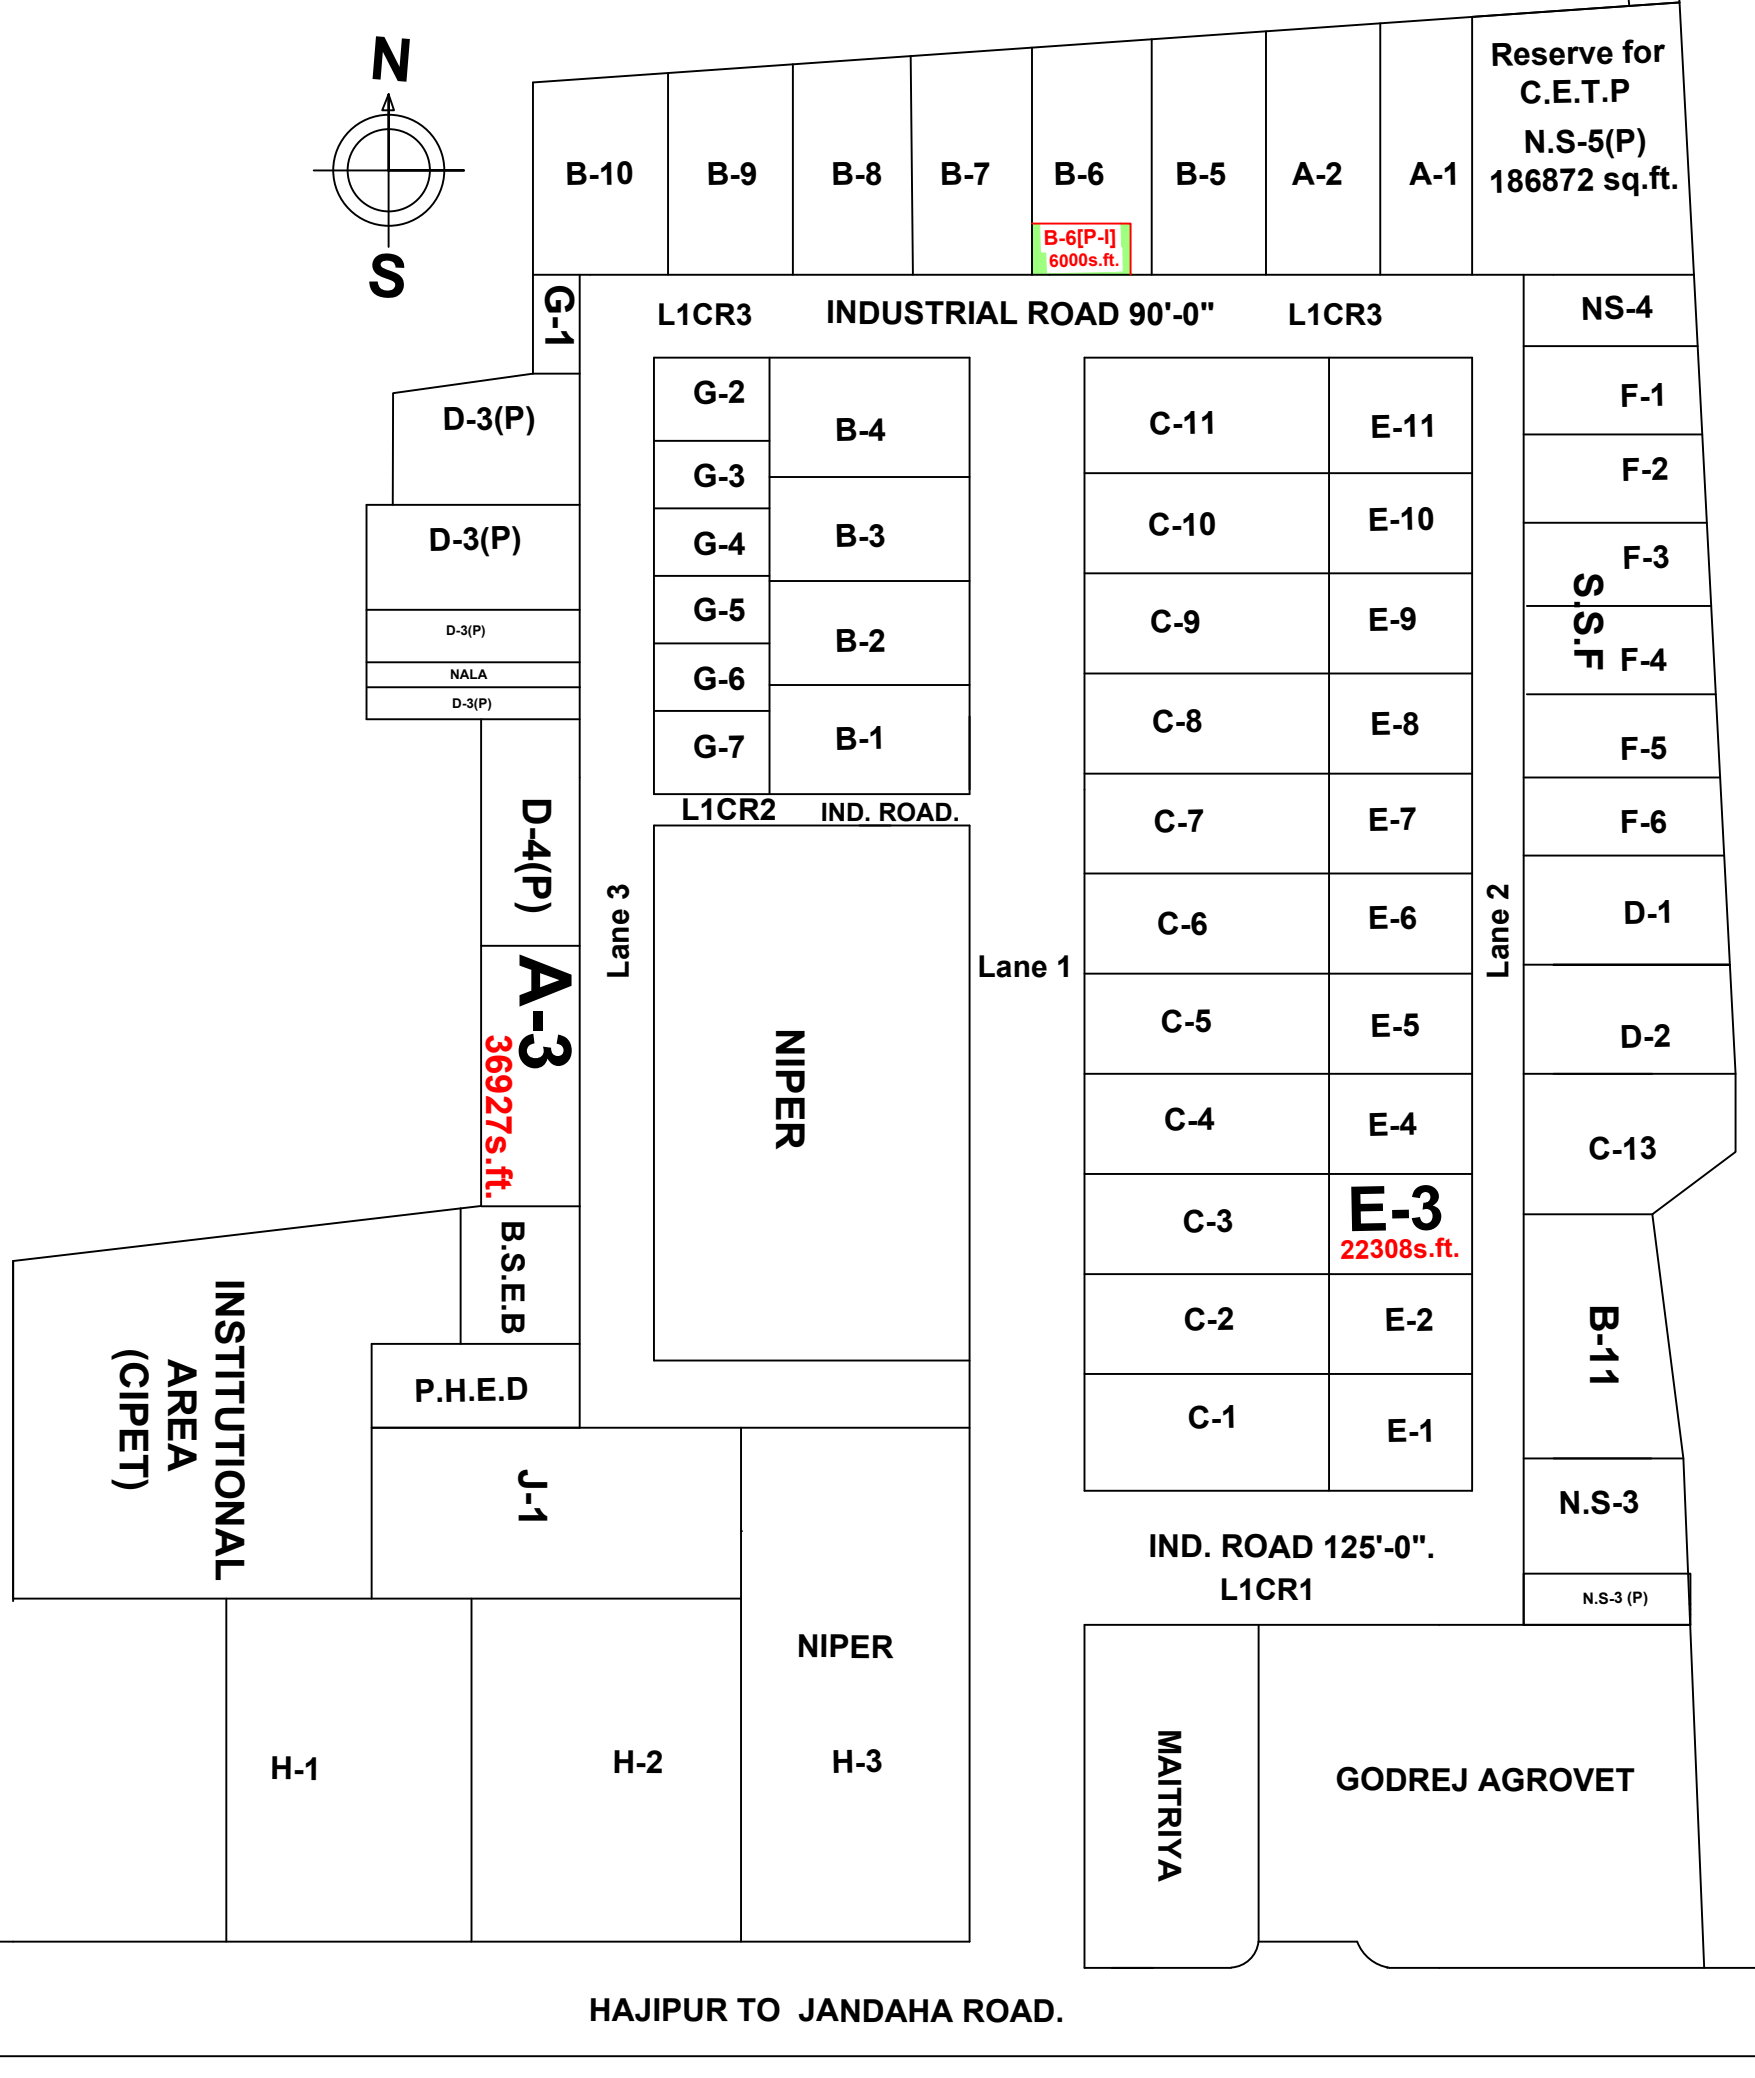 N
S
Reserve for
C.E.T.P
N.S-5(P)
186872 sq.ft.
B-10
B-9
B-8
B-7
B-6
B-5
A-2
A-1
B-6[P-I]
6000s.ft.
G-1
L1CR3
INDUSTRIAL ROAD 90'-0"
L1CR3
NS-4
D-3(P)
D-3(P)
D-3(P)
NALA
D-3(P)
G-2
G-3
G-4
G-5
G-6
G-7
B-4
B-3
B-2
B-1
L1CR2
IND. ROAD.
C-11
C-10
C-9
C-8
C-7
C-6
C-5
C-4
C-3
C-2
C-1
E-11
E-10
E-9
E-8
E-7
E-6
E-5
E-4
E-3
22308s.ft.
E-2
E-1
F-1
F-2
F-3
S.S.F
F-4
F-5
F-6
D-1
D-2
C-13
B-11
N.S-3
N.S-3 (P)
D-4(P)
A-3
36927s.ft.
Lane 3
Lane 1
Lane 2
NIPER
B.S.E.B
P.H.E.D
INSTITUTIONAL
AREA
(CIPET)
J-1
IND. ROAD 125'-0".
L1CR1
NIPER
H-1
H-2
H-3
MAITRIYA
GODREJ AGROVET
HAJIPUR TO JANDAHA ROAD.